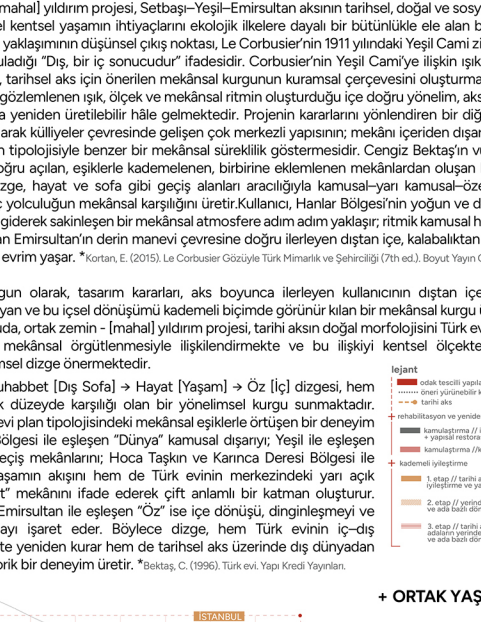 mahal] yıldırım projesi, Setbaşı–Yeşil–Emirsultan aksının tarihsel, doğal ve sosy
el kentsel yaşamın ihtiyaçlarını ekolojik ilkelere dayalı bir bütünlükle ele alan b
yaklaşımının düşünsel çıkış noktası, Le Corbusier’nin 1911 yılındaki Yeşil Cami zi
uladığı “Dış, bir iç sonucudur” ifadesidir. Corbusier’nin Yeşil Cami’ye ilişkin ışık
, tarihsel aks için önerilen mekânsal kurgunun kuramsal çerçevesini oluşturma
gözlemlenen ışık, ölçek ve mekânsal ritmin oluşturduğu içe doğru yönelim, aks
a yeniden üretilebilir hâle gelmektedir. Projenin kararlarını yönlendiren bir diğ
arak külliyeler çevresinde gelişen çok merkezli yapısının; mekânı içeriden dışar
n tipolojisiyle benzer bir mekânsal süreklilik göstermesidir. Cengiz Bektaş’ın v
oğru açılan, eşiklerle kademelenen, birbirine eklemlenen mekânlardan oluşan
izge, hayat ve sofa gibi geçiş alanları aracılığıyla kamusal–yarı kamusal–öze
ç yolculuğun mekânsal karşılığını üretir.Kullanıcı, Hanlar Bölgesi’nin yoğun ve d
giderek sakinleşen bir mekânsal atmosfere adım adım yaklaşır; ritmik kamusal h
an Emirsultan’ın derin manevi çevresine doğru ilerleyen dıştan içe, kalabalıktan
evrim yaşar. *Kortan, E. (2015). Le Corbusier Gözüyle Türk Mimarlık ve Şehirciliği (7th ed.). Boyut Yayın G
gun olarak, tasarım kararları, aks boyunca ilerleyen kullanıcının dıştan içe
yan ve bu içsel dönüşümü kademeli biçimde görünür kılan bir mekânsal kurgu ü
uda, ortak zemin - [mahal] yıldırım projesi, tarihi aksın doğal morfolojisini Türk ev
mekânsal örgütlenmesiyle ilişkilendirmekte ve bu ilişkiyi kentsel ölçekte
msel dizge önermektedir.
uhabbet [Dış Sofa] → Hayat [Yaşam] → Öz [İç] dizgesi, hem
k düzeyde karşılığı olan bir yönelimsel kurgu sunmaktadır.
evi plan tipolojisindeki mekânsal eşiklerle örtüşen bir deneyim
Bölgesi ile eşleşen “Dünya” kamusal dışarıyı; Yeşil ile eşleşen
eçiş mekânlarını; Hoca Taşkın ve Karınca Deresi Bölgesi ile
aşamın akışını hem de Türk evinin merkezindeki yarı açık
t” mekânını ifade ederek çift anlamlı bir katman oluşturur.
Emirsultan ile eşleşen “Öz” ise içe dönüşü, dinginleşmeyi ve
ayı işaret eder. Böylece dizge, hem Türk evinin iç–dış
te yeniden kurar hem de tarihsel aks üzerinde dış dünyadan
orik bir deneyim üretir. *Bektaş, C. (1996). Türk evi. Yapı Kredi Yayınları.
lejant
odak tescilli yapıla
öneri yürünebilir k
tarihi aks
+ rehabilitasyon ve yenide
kamulaştırma // i
+ yapısal restora
kamulaştırma //k
+ kademeli iyileştirme
1. etap // tarihi a
iyileştirme ve ya
2. etap // yerind
ve ada bazlı dön
3. etap // tarihi a
adaların yerinde
ve ada bazlı dön
+ ORTAK YAŞ
İSTANBUL